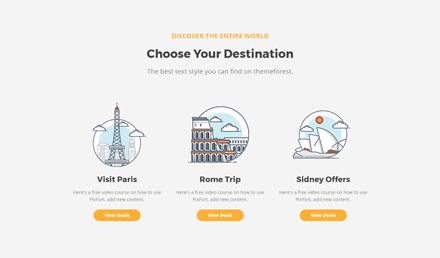 DISCOVER THE ENTIRE WORLD
Choose Your Destination
The best text style you can find on themeforest.
Visit Paris
Here's a free video course on how to use
PixFort, add new content.
View Deals
Rome Trip
Here's a free video course on how to use
PixFort, add new content.
View Deals
Sidney Offers
Here's a free video course on how to use
PixFort, add new content.
View Deals